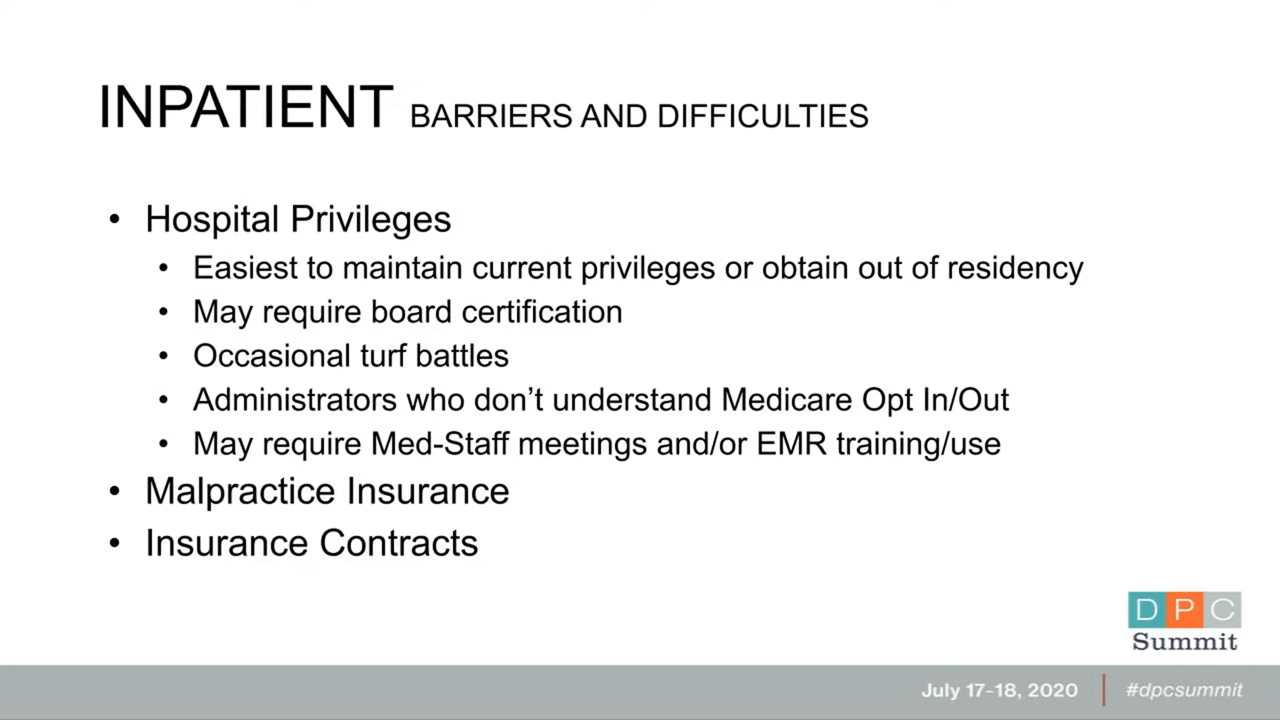 INPATIENT BARRIERS AND DIFFICULTIES
• Hospital Privileges
• Easiest to maintain current privileges or obtain out of residency
• May require board certification
• Occasional turf battles
• Administrators who don’t understand Medicare Opt In/Out
• May require Med-Staff meetings and/or EMR training/use
• Malpractice Insurance
• Insurance Contracts
DPC
Summit
July 17–18, 2020 | #dpcsummit